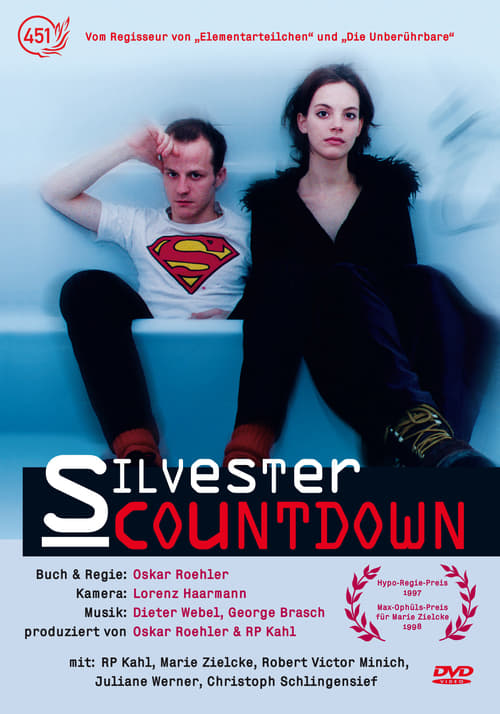 451
Vom Regisseur von „Elementarteilchen“ und „Die Unberührbare“
S
SILVESTER
COUNTDOWN
Buch & Regie: Oskar Roehler
Kamera: Lorenz Haarmann
Musik: Dieter Webel, George Brasch
produziert von Oskar Roehler & RP Kahl
Hypo-Regie-Preis
1997
Max-Ophüls-Preis
für Marie Zielcke
1998
mit: RP Kahl, Marie Zielcke, Robert Victor Minich,
Juliane Werner, Christoph Schlingensief
DVD
VIDEO